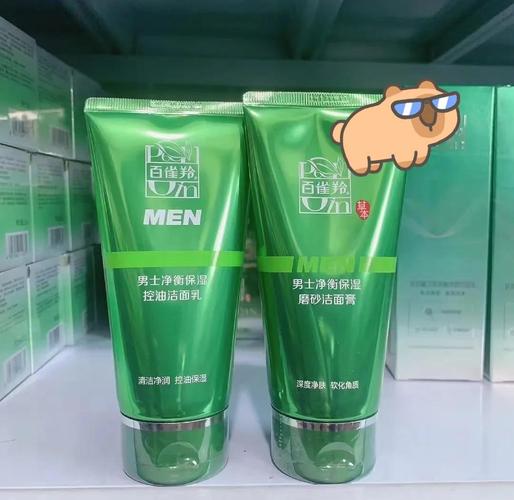 百雀羚
MEN
男士净衡保湿
控油洁面乳
清洁净润 控油保湿
百雀羚
草本
MEN
男士净衡保湿
磨砂洁面膏
深度净肤 软化角质